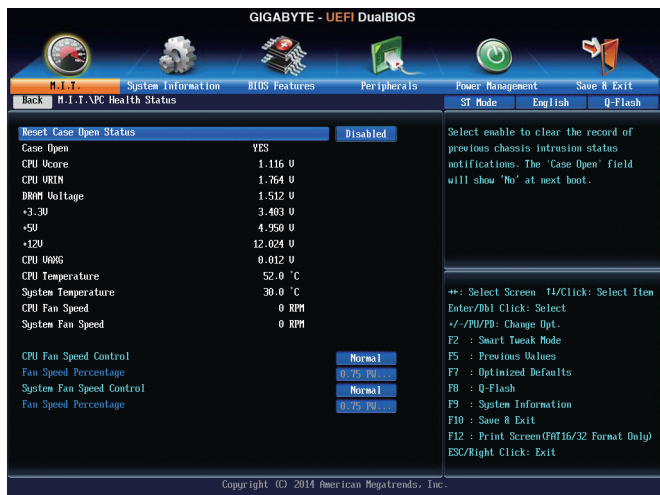 GIGABYTE - UEFI DualBIOS
M.I.T. System Information BIOS Features Peripherals Power Management Save & Exit
Back M.I.T.\PC Health Status ST Mode English Q-Flash
Reset Case Open Status Disabled
Case Open YES
CPU Vcore 1.116 V
CPU VRIN 1.764 V
DRAM Voltage 1.512 V
+3.3V 3.403 V
+5V 4.950 V
+12V 12.024 V
CPU VAXG 0.012 V
CPU Temperature 52.0 °C
System Temperature 30.0 °C
CPU Fan Speed 0 RPM
System Fan Speed 0 RPM
CPU Fan Speed Control Normal
Fan Speed Percentage 0.75 PW...
System Fan Speed Control Normal
Fan Speed Percentage 0.75 PW...
Select enable to clear the record of
previous chassis intrusion status
notifications. The 'Case Open' field
will show 'No' at next boot.
↔: Select Screen ↑↓/Click: Select Item
Enter/Dbl Click: Select
+/-/PU/PD: Change Opt.
F2 : Smart Tweak Mode
F5 : Previous Values
F7 : Optimized Defaults
F8 : Q-Flash
F9 : System Information
F10 : Save & Exit
F12 : Print Screen(FAT16/32 Format Only)
ESC/Right Click: Exit
Copyright (C) 2014 American Megatrends, Inc.